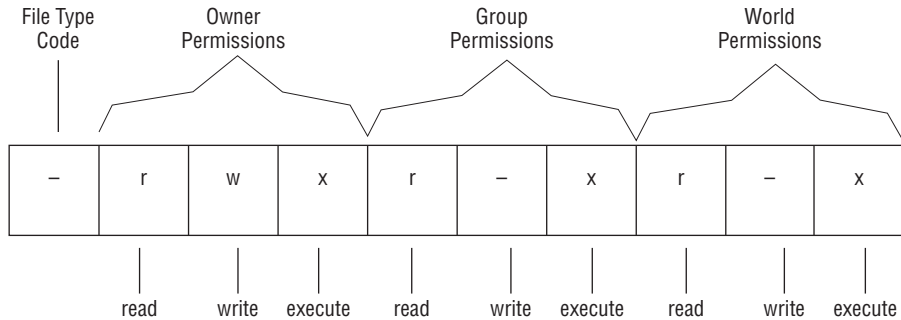 File Type Code
Owner Permissions
Group Permissions
World Permissions
– r w x r – x r – x
read write execute read write execute read write execute